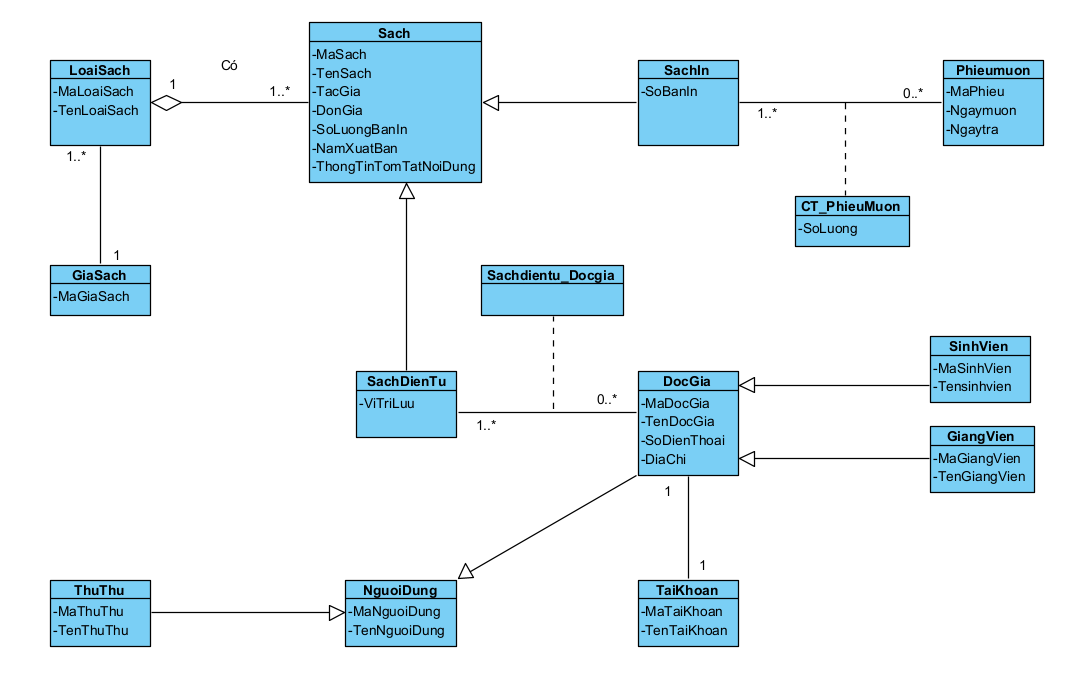 Sach
-MaSach
-TenSach
-TacGia
-DonGia
-SoLuongBanIn
-NamXuatBan
-ThongTinTomTatNoiDung
Có
1
1..*
LoaiSach
-MaLoaiSach
-TenLoaiSach
1..*
1
GiaSach
-MaGiaSach
SachIn
-SoBanIn
1..*
0..*
Phieumuon
-MaPhieu
-Ngaymuon
-Ngaytra
CT_PhieuMuon
-SoLuong
Sachdientu_Docgia
SachDienTu
-ViTriLuu
1..*
0..*
DocGia
-MaDocGia
-TenDocGia
-SoDienThoai
-DiaChi
SinhVien
-MaSinhVien
-Tensinhvien
GiangVien
-MaGiangVien
-TenGiangVien
1
1
ThuThu
-MaThuThu
-TenThuThu
NguoiDung
-MaNguoiDung
-TenNguoiDung
TaiKhoan
-MaTaiKhoan
-TenTaiKhoan